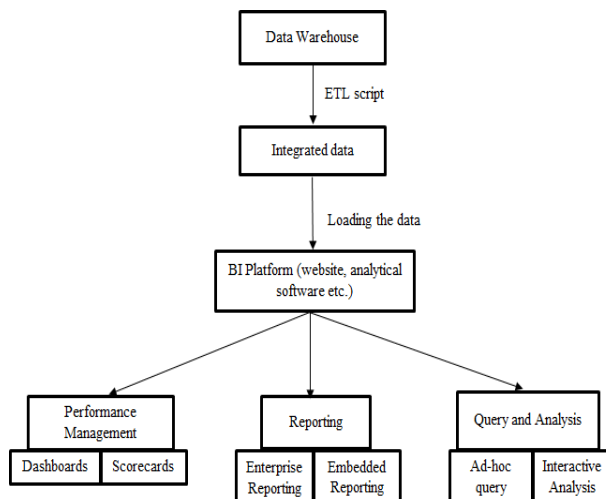 Data Warehouse
ETL script
Integrated data
Loading the data
BI Platform (website, analytical
software etc.)
Performance
Management
Dashboards
Scorecards
Reporting
Enterprise
Reporting
Embedded
Reporting
Query and Analysis
Ad-hoc
query
Interactive
Analysis